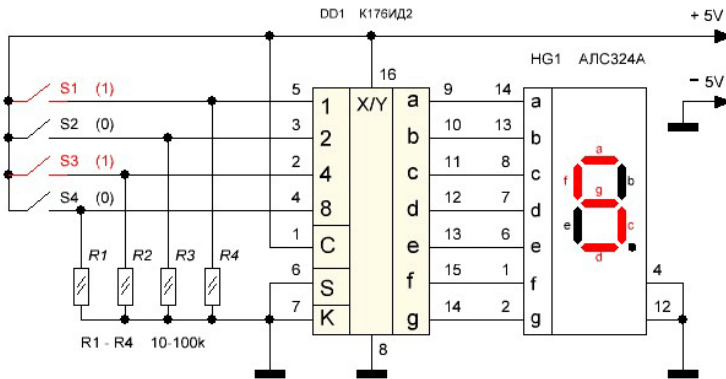 DD1 К176ИД2
+ 5V
HG1 АЛС324А
– 5V
16
S1 (1)
5
1
X/Y
a
9
14
a
S2 (0)
3
2
b
10
13
b
S3 (1)
2
4
c
11
8
c
S4 (0)
4
8
d
12
7
d
1
C
e
13
6
e
6
S
f
15
1
f
7
K
g
14
2
g
a
f
b
g
e
c
d
4
12
R1 R2 R3 R4
R1 - R4 10-100k
8